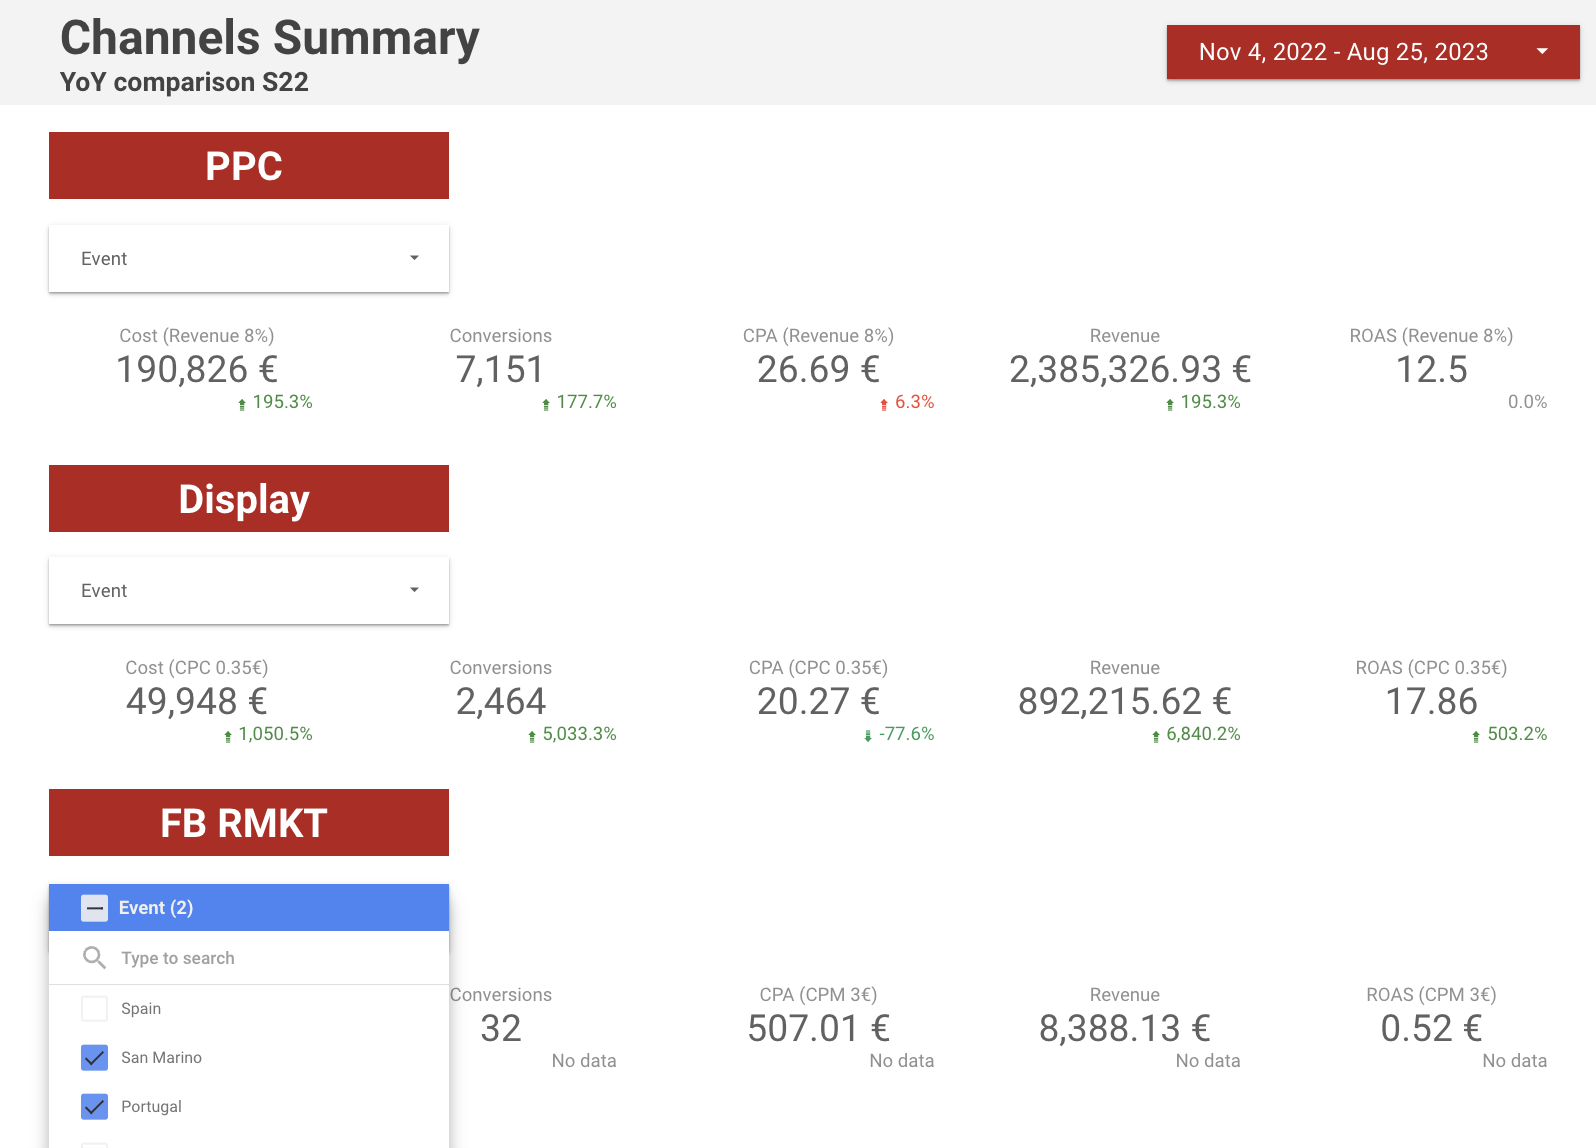 Channels Summary
YoY comparison S22
Nov 4, 2022 - Aug 25, 2023
PPC
Event
Cost (Revenue 8%) Conversions CPA (Revenue 8%) Revenue ROAS (Revenue 8%)
190,826 € 7,151 26.69 € 2,385,326.93 € 12.5
195.3% 177.7% 6.3% 195.3% 0.0%
Display
Event
Cost (CPC 0.35€) Conversions CPA (CPC 0.35€) Revenue ROAS (CPC 0.35€)
49,948 € 2,464 20.27 € 892,215.62 € 17.86
1,050.5% 5,033.3% -77.6% 6,840.2% 503.2%
FB RMKT
Event (2)
Type to search
Conversions CPA (CPM 3€) Revenue ROAS (CPM 3€)
Spain
32 507.01 € 8,388.13 € 0.52 €
San Marino
No data No data No data No data
Portugal